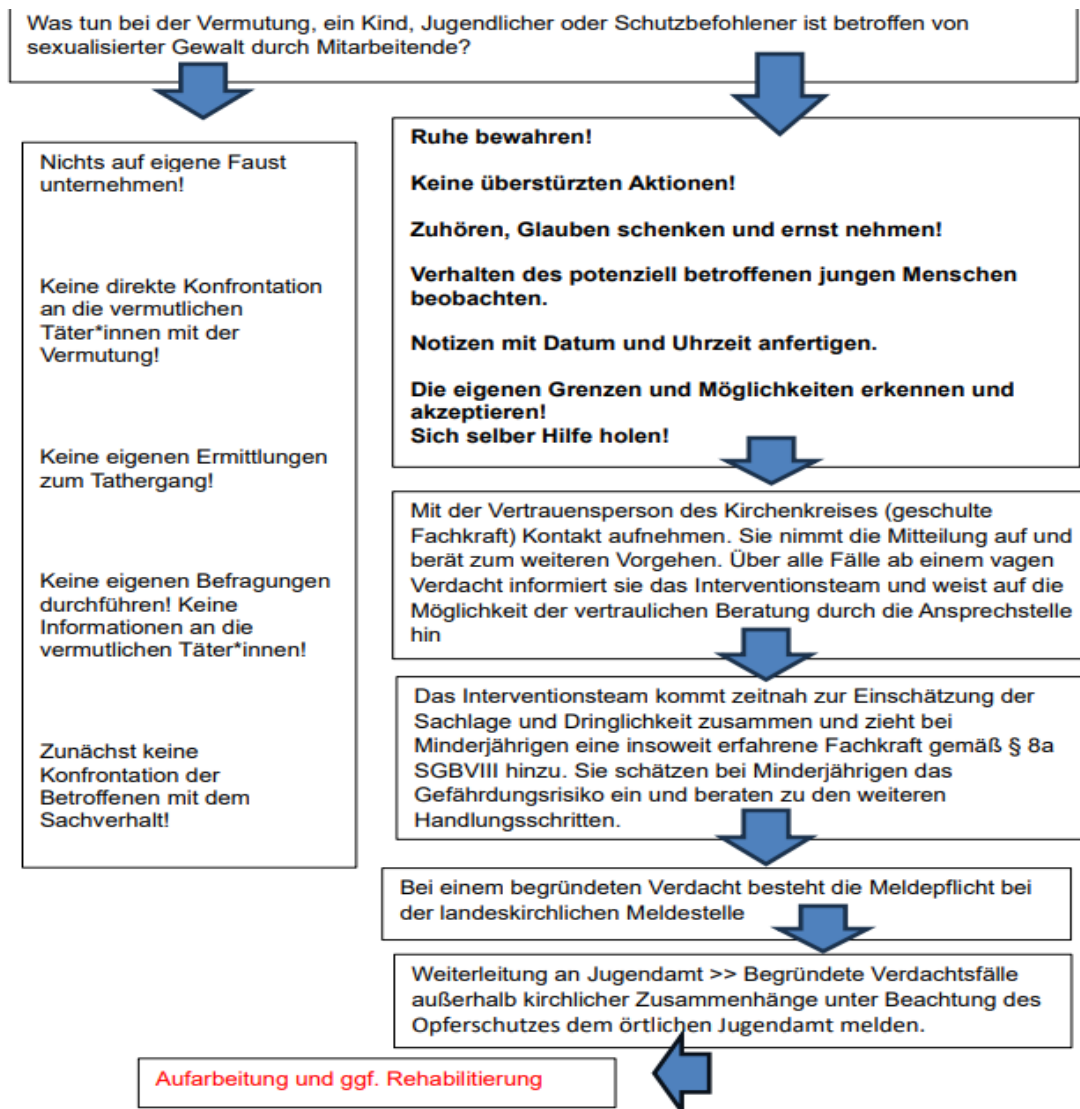 Was tun bei der Vermutung, ein Kind, Jugendlicher oder Schutzbefohlener ist betroffen von
sexualisierter Gewalt durch Mitarbeitende?
Nichts auf eigene Faust
unternehmen!
Keine direkte Konfrontation
an die vermutlichen
Täter*innen mit der
Vermutung!
Keine eigenen Ermittlungen
zum Tathergang!
Keine eigenen Befragungen
durchführen! Keine
Informationen an die
vermutlichen Täter*innen!
Zunächst keine
Konfrontation der
Betroffenen mit dem
Sachverhalt!
Ruhe bewahren!
Keine überstürzten Aktionen!
Zuhören, Glauben schenken und ernst nehmen!
Verhalten des potenziell betroffenen jungen Menschen
beobachten.
Notizen mit Datum und Uhrzeit anfertigen.
Die eigenen Grenzen und Möglichkeiten erkennen und
akzeptieren!
Sich selber Hilfe holen!
Mit der Vertrauensperson des Kirchenkreises (geschulte
Fachkraft) Kontakt aufnehmen. Sie nimmt die Mitteilung auf und
berät zum weiteren Vorgehen. Über alle Fälle ab einem vagen
Verdacht informiert sie das Interventionsteam und weist auf die
Möglichkeit der vertraulichen Beratung durch die Ansprechstelle
hin
Das Interventionsteam kommt zeitnah zur Einschätzung der
Sachlage und Dringlichkeit zusammen und zieht bei
Minderjährigen eine insoweit erfahrene Fachkraft gemäß § 8a
SGBVIII hinzu. Sie schätzen bei Minderjährigen das
Gefährdungsrisiko ein und beraten zu den weiteren
Handlungsschritten.
Bei einem begründeten Verdacht besteht die Meldepflicht bei
der landeskirchlichen Meldestelle
Weiterleitung an Jugendamt >> Begründete Verdachtsfälle
außerhalb kirchlicher Zusammenhänge unter Beachtung des
Opferschutzes dem örtlichen Jugendamt melden.
Aufarbeitung und ggf. Rehabilitierung